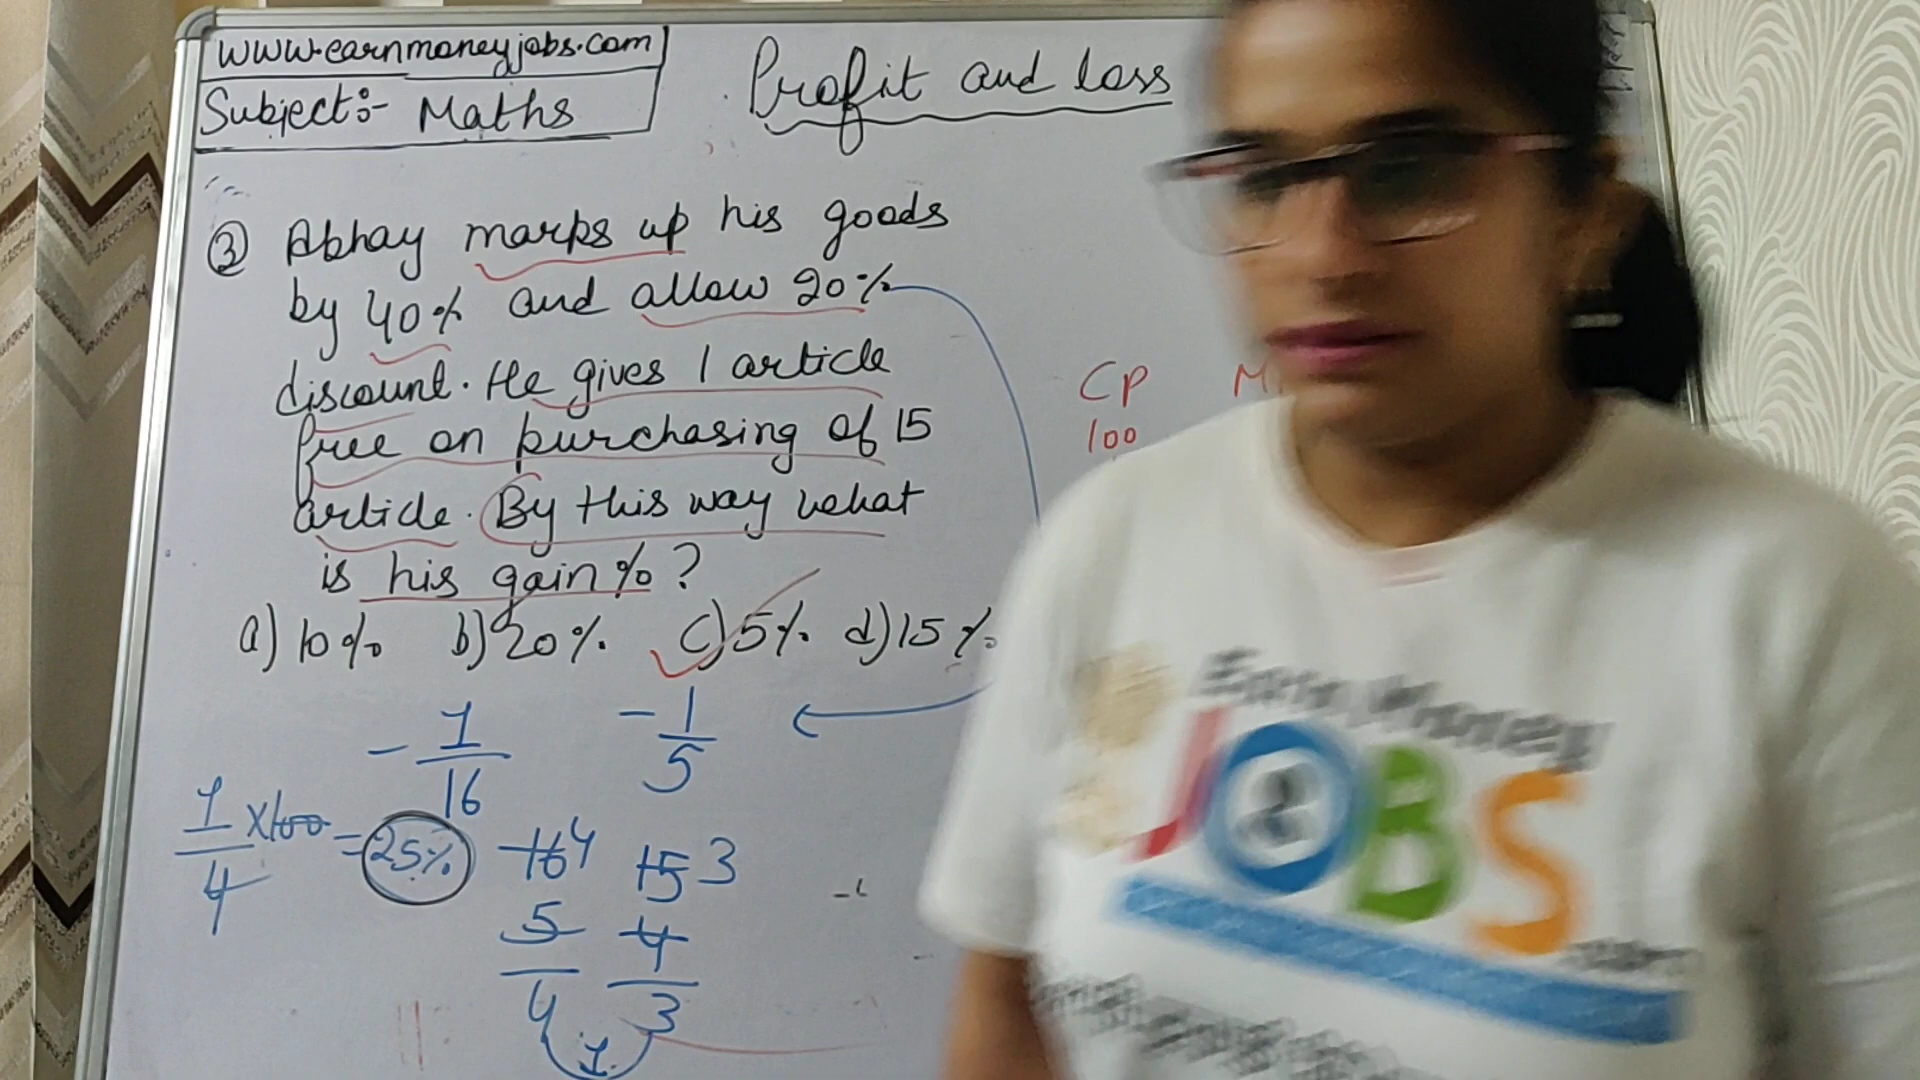 www.earnmoneyjobs.com
Subject:- Maths
Profit and loss
③ Abhay marks up his goods
by 40% and allow 20%
discount. He gives 1 article
free on purchasing of 15
article. By this way what
is his gain%?
a) 10% b) 20% c) 5% d) 15%
CP M
100
- 1/16 - 1/5
1/4 x100 = 25%
16 4 15 3
5 4
4 3
1
JOBS